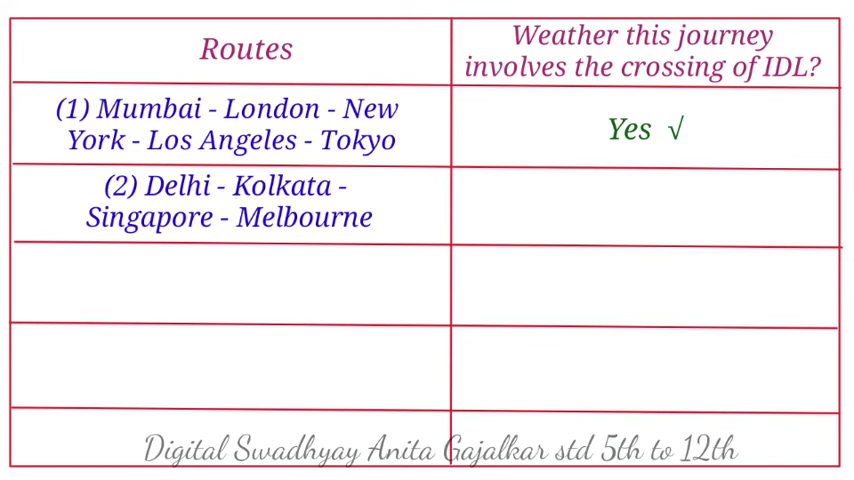 Routes
Weather this journey
involves the crossing of IDL?
(1) Mumbai - London - New
York - Los Angeles - Tokyo
Yes √
(2) Delhi - Kolkata -
Singapore - Melbourne
Digital Swadhyay Anita Gajalkar std 5th to 12th